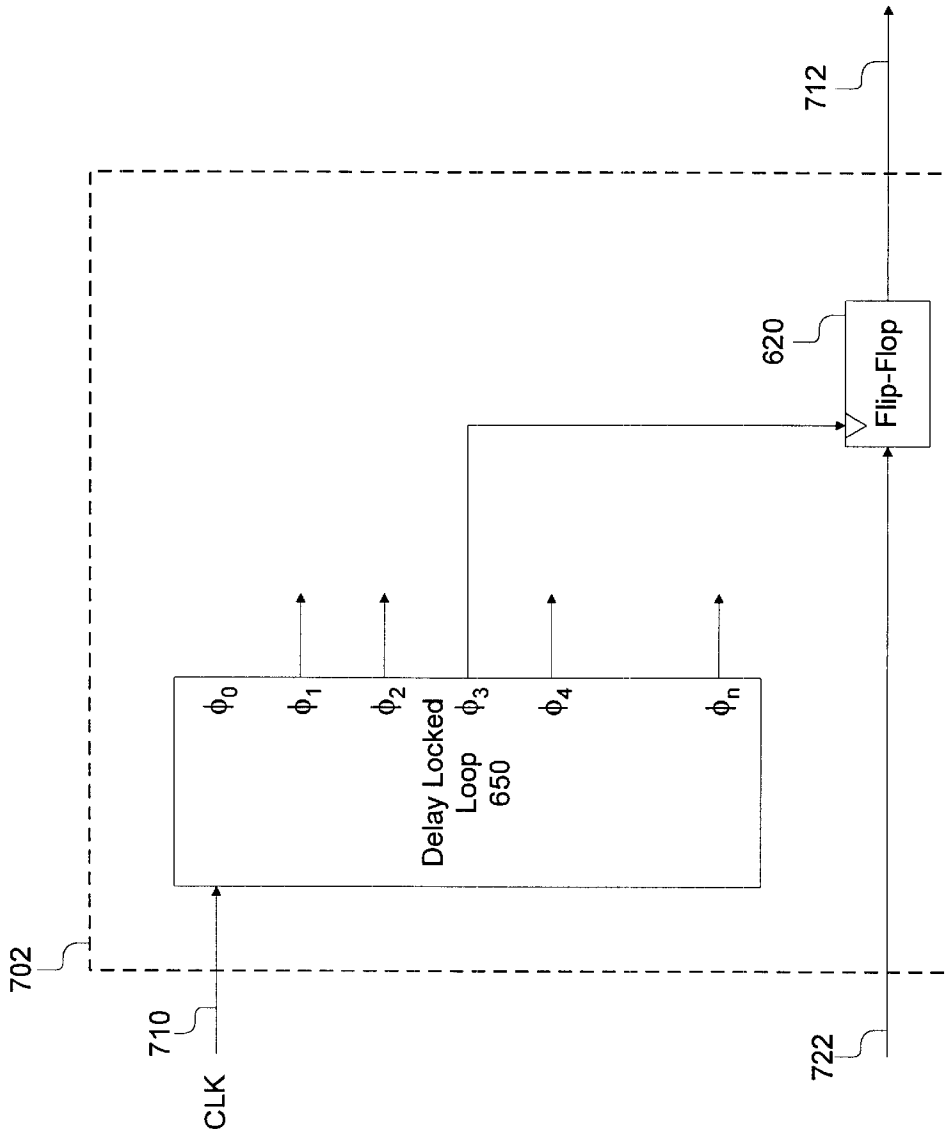 702
710
CLK
Delay Locked
Loop
650
ϕ0
ϕ1
ϕ2
ϕ3
ϕ4
ϕn
620
Flip-Flop
712
722